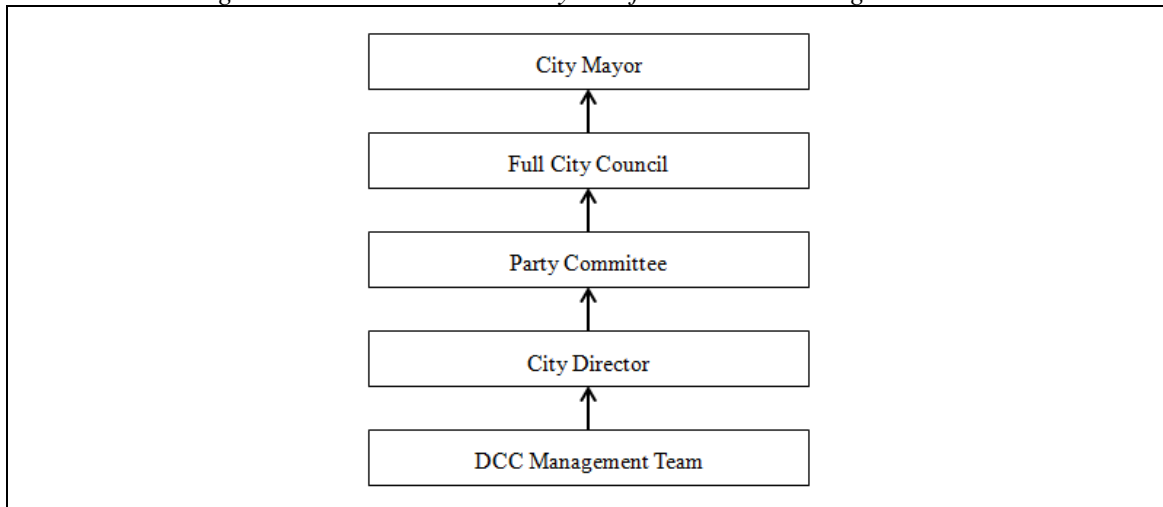 City Mayor
Full City Council
Party Committee
City Director
DCC Management Team